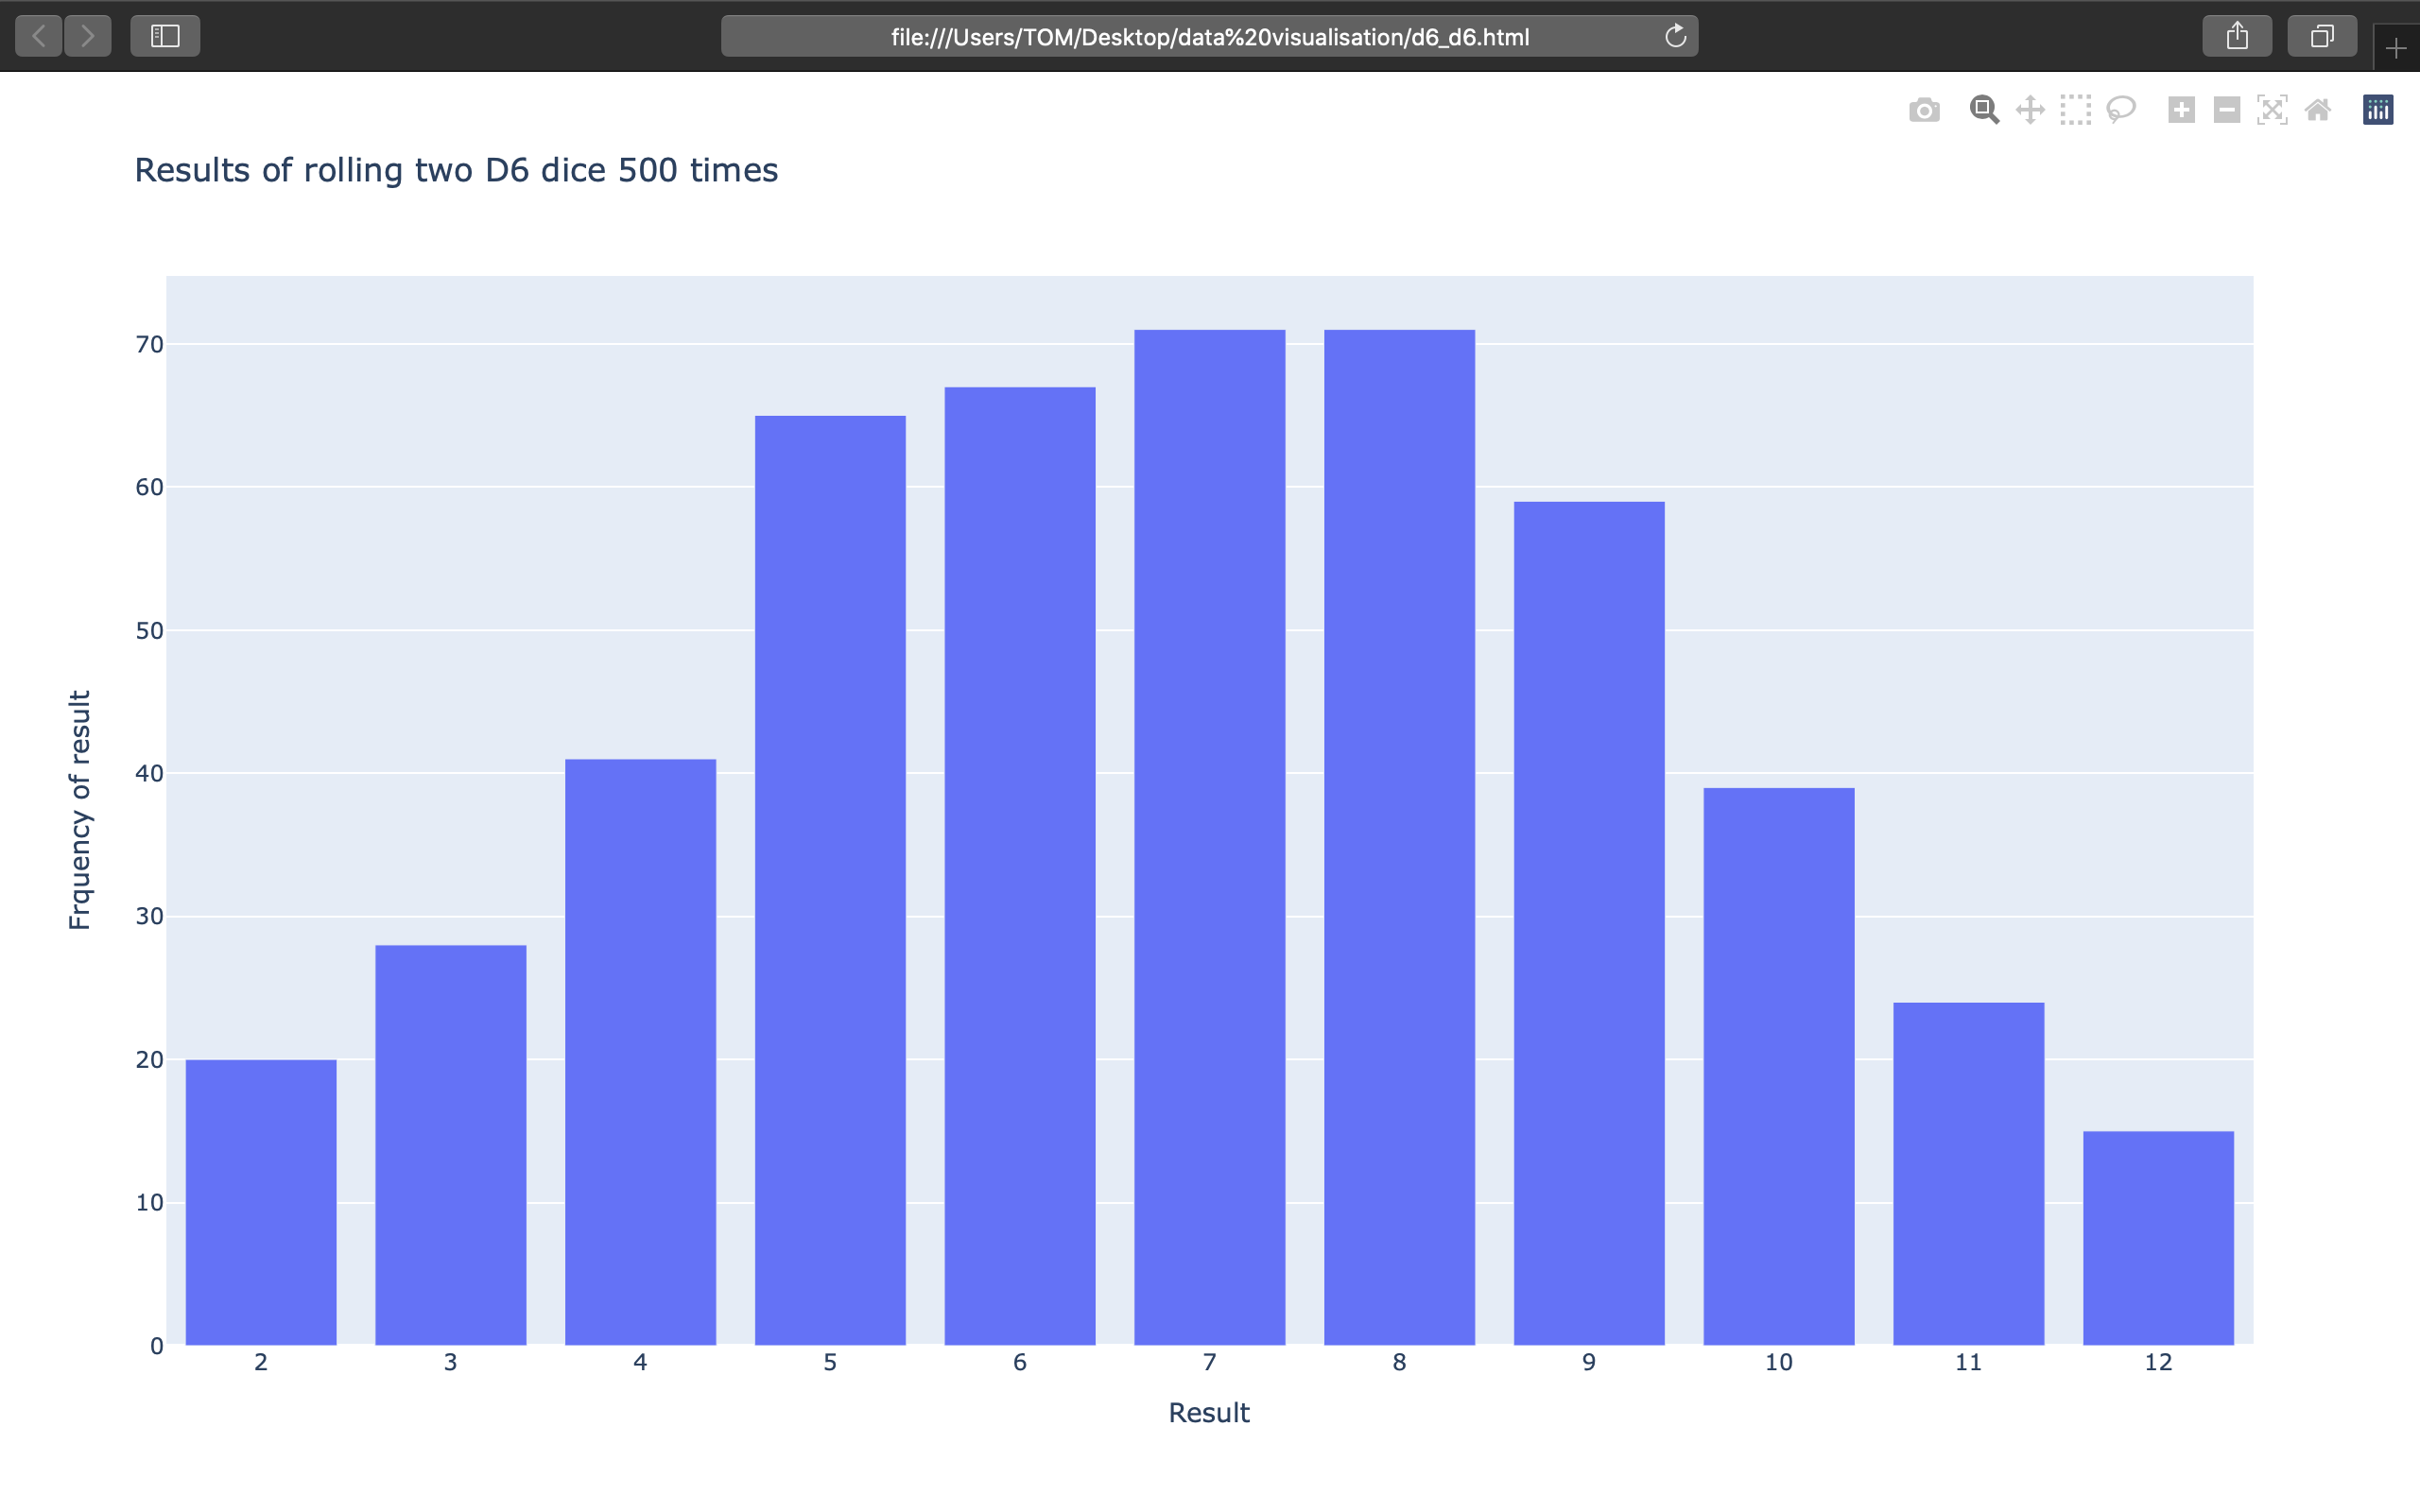 file:///Users/TOM/Desktop/data%20visualisation/d6_d6.html
Results of rolling two D6 dice 500 times
70
60
50
40
30
20
10
0
Frquency of result
2 3 4 5 6 7 8 9 10 11 12
Result